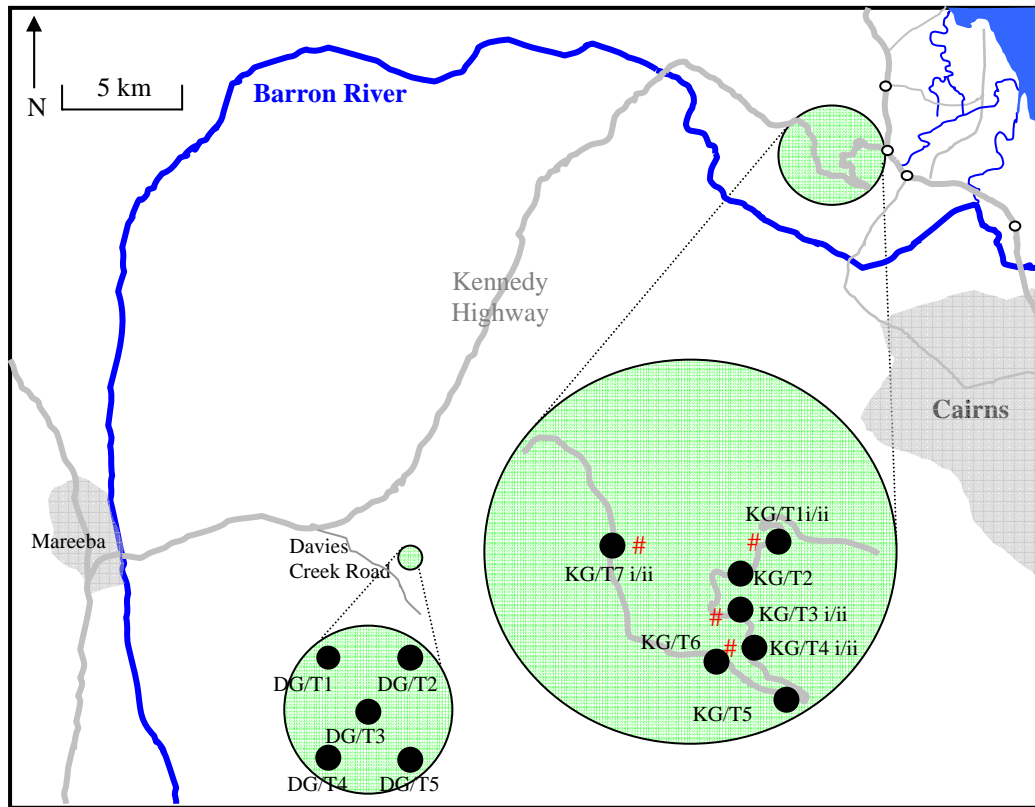 5 km
N
Barron River
Kennedy
Highway
Cairns
Mareeba
Davies
Creek Road
KG/T1i/ii
#
#
KG/T7 i/ii
KG/T2
#
KG/T3 i/ii
KG/T6
#
KG/T4 i/ii
KG/T5
DG/T1
DG/T2
DG/T3
DG/T4
DG/T5